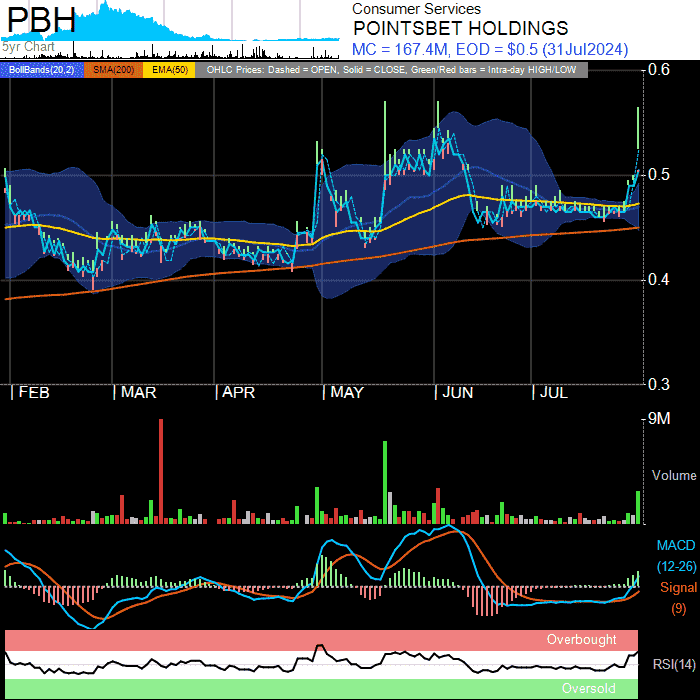 PBH
Consumer Services
POINTSBET HOLDINGS
MC = 167.4M, EOD = $0.5 (31Jul2024)
5yr Chart
BollBands(20,2) SMA(200) EMA(50) OHLC Prices: Dashed = OPEN, Solid = CLOSE, Green/Red bars = Intra-day HIGH/LOW
0.6
0.5
0.4
0.3
FEB MAR APR MAY JUN JUL
9M
Volume
MACD
(12-26)
Signal
(9)
Overbought
RSI(14)
Oversold